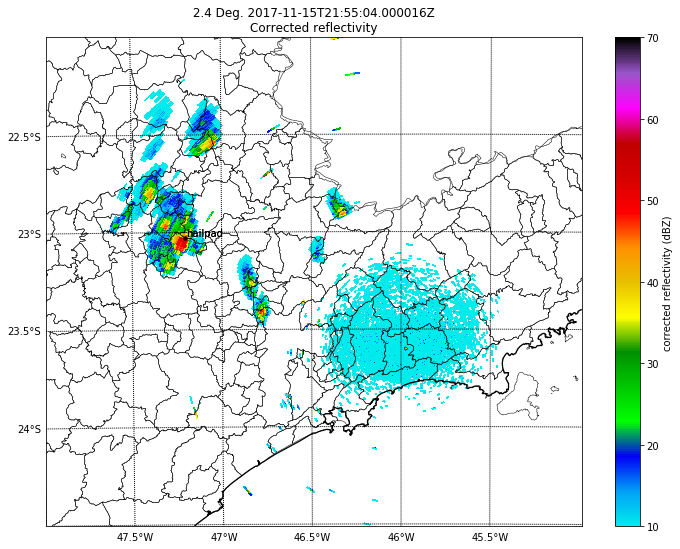 2.4 Deg. 2017-11-15T21:55:04.000016Z
Corrected reflectivity
22.5°S
23°S
23.5°S
24°S
hailpad
47.5°W
47°W
46.5°W
46°W
45.5°W
70
60
50
40
30
20
10
corrected reflectivity (dBZ)